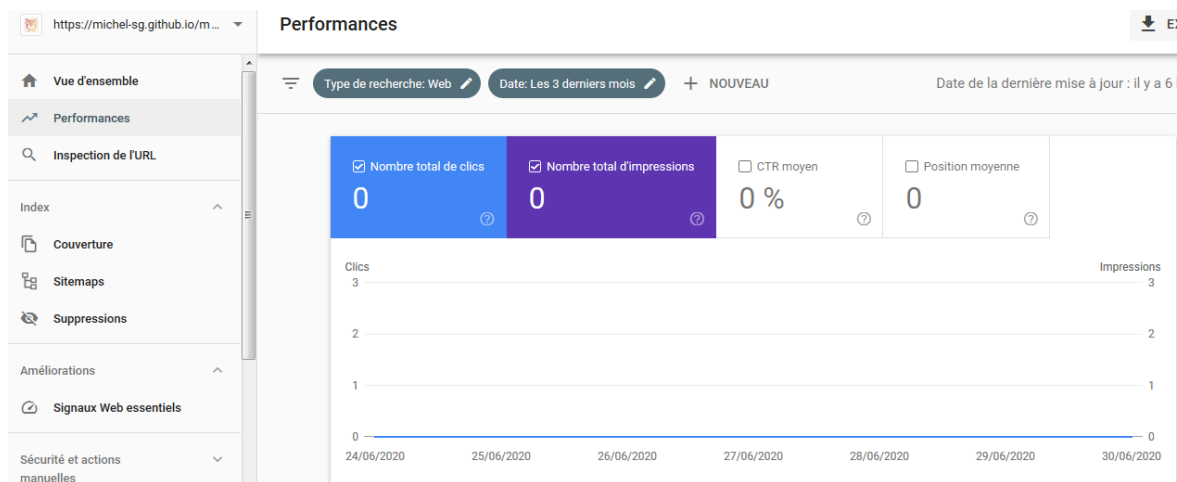 https://michel-sg.github.io/m...
Performances
EX
Vue d'ensemble
Performances
Inspection de l'URL
Index
Couverture
Sitemaps
Suppressions
Améliorations
Signaux Web essentiels
Sécurité et actions
manuelles
Type de recherche: Web
Date: Les 3 derniers mois
NOUVEAU
Date de la dernière mise à jour : il y a 6
Nombre total de clics
0
Nombre total d'impressions
0
CTR moyen
0 %
Position moyenne
0
Clics
Impressions
3
3
2
2
1
1
0
0
24/06/2020
25/06/2020
26/06/2020
27/06/2020
28/06/2020
29/06/2020
30/06/2020